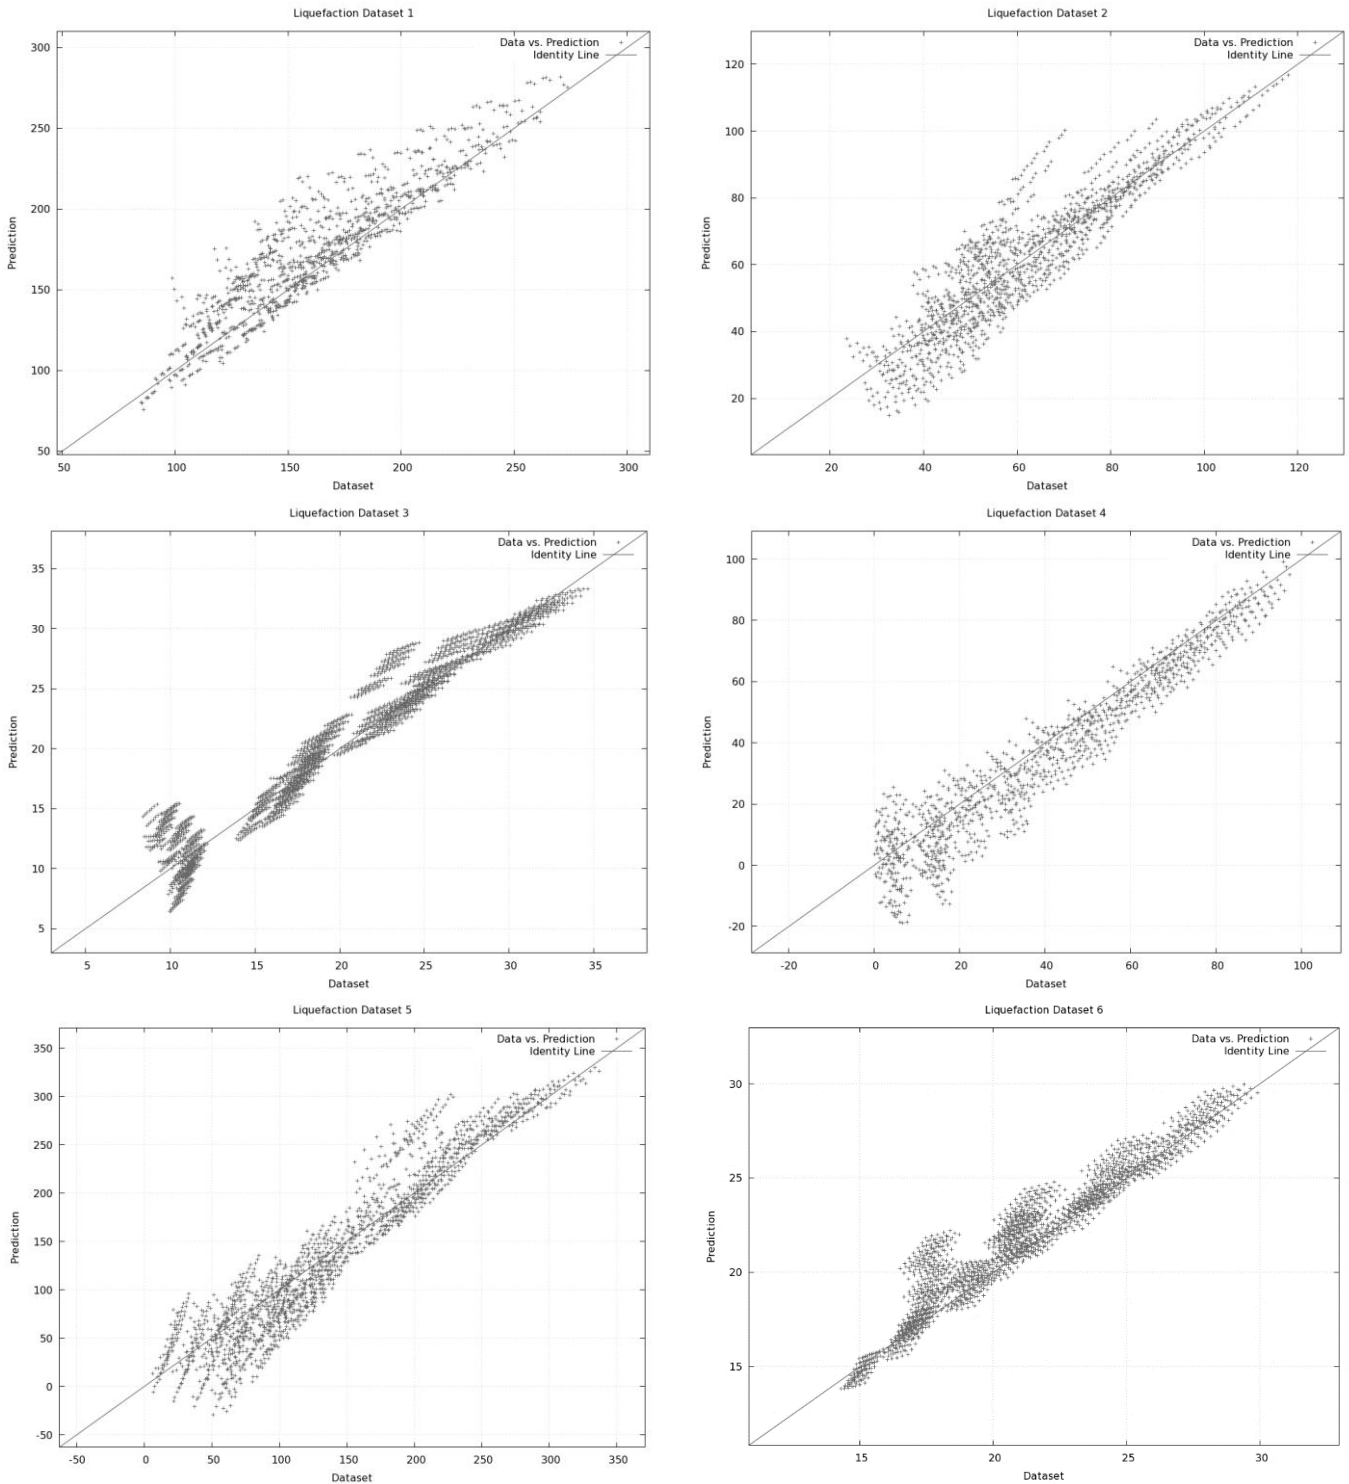 Liquefaction Dataset 1
Data vs. Prediction
Identity Line
300
250
200
150
100
50
50 100 150 200 250 300
Prediction
Dataset
Liquefaction Dataset 2
Data vs. Prediction
Identity Line
120
100
80
60
40
20
20 40 60 80 100 120
Prediction
Dataset
Liquefaction Dataset 3
Data vs. Prediction
Identity Line
35
30
25
20
15
10
5
5 10 15 20 25 30 35
Prediction
Dataset
Liquefaction Dataset 4
Data vs. Prediction
Identity Line
100
80
60
40
20
0
-20
-20 0 20 40 60 80 100
Prediction
Dataset
Liquefaction Dataset 5
Data vs. Prediction
Identity Line
350
300
250
200
150
100
50
0
-50
-50 0 50 100 150 200 250 300 350
Prediction
Dataset
Liquefaction Dataset 6
Data vs. Prediction
Identity Line
30
25
20
15
15 20 25 30
Prediction
Dataset